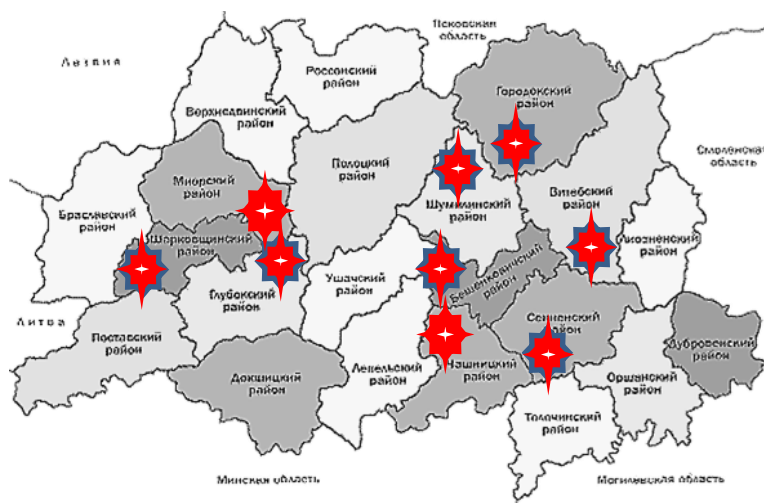 Псковская
область
Латвия
Россонский
район
Городокский
район
Верхнедвинский
район
Смоленская
область
Полоцкий
район
Миорский
район
Витебский
район
Браславский
район
Шумилинский
район
Лиозненский
район
Шарковщинский
район
Бешенковичский
район
Ушачский
район
Глубокский
район
Литва
Сенненский
район
Поставский
район
Дубровенский
район
Лепельский
район
Чашницкий
район
Докшицкий
район
Оршанский
район
Толочинский
район
Минская область
Могилевская область